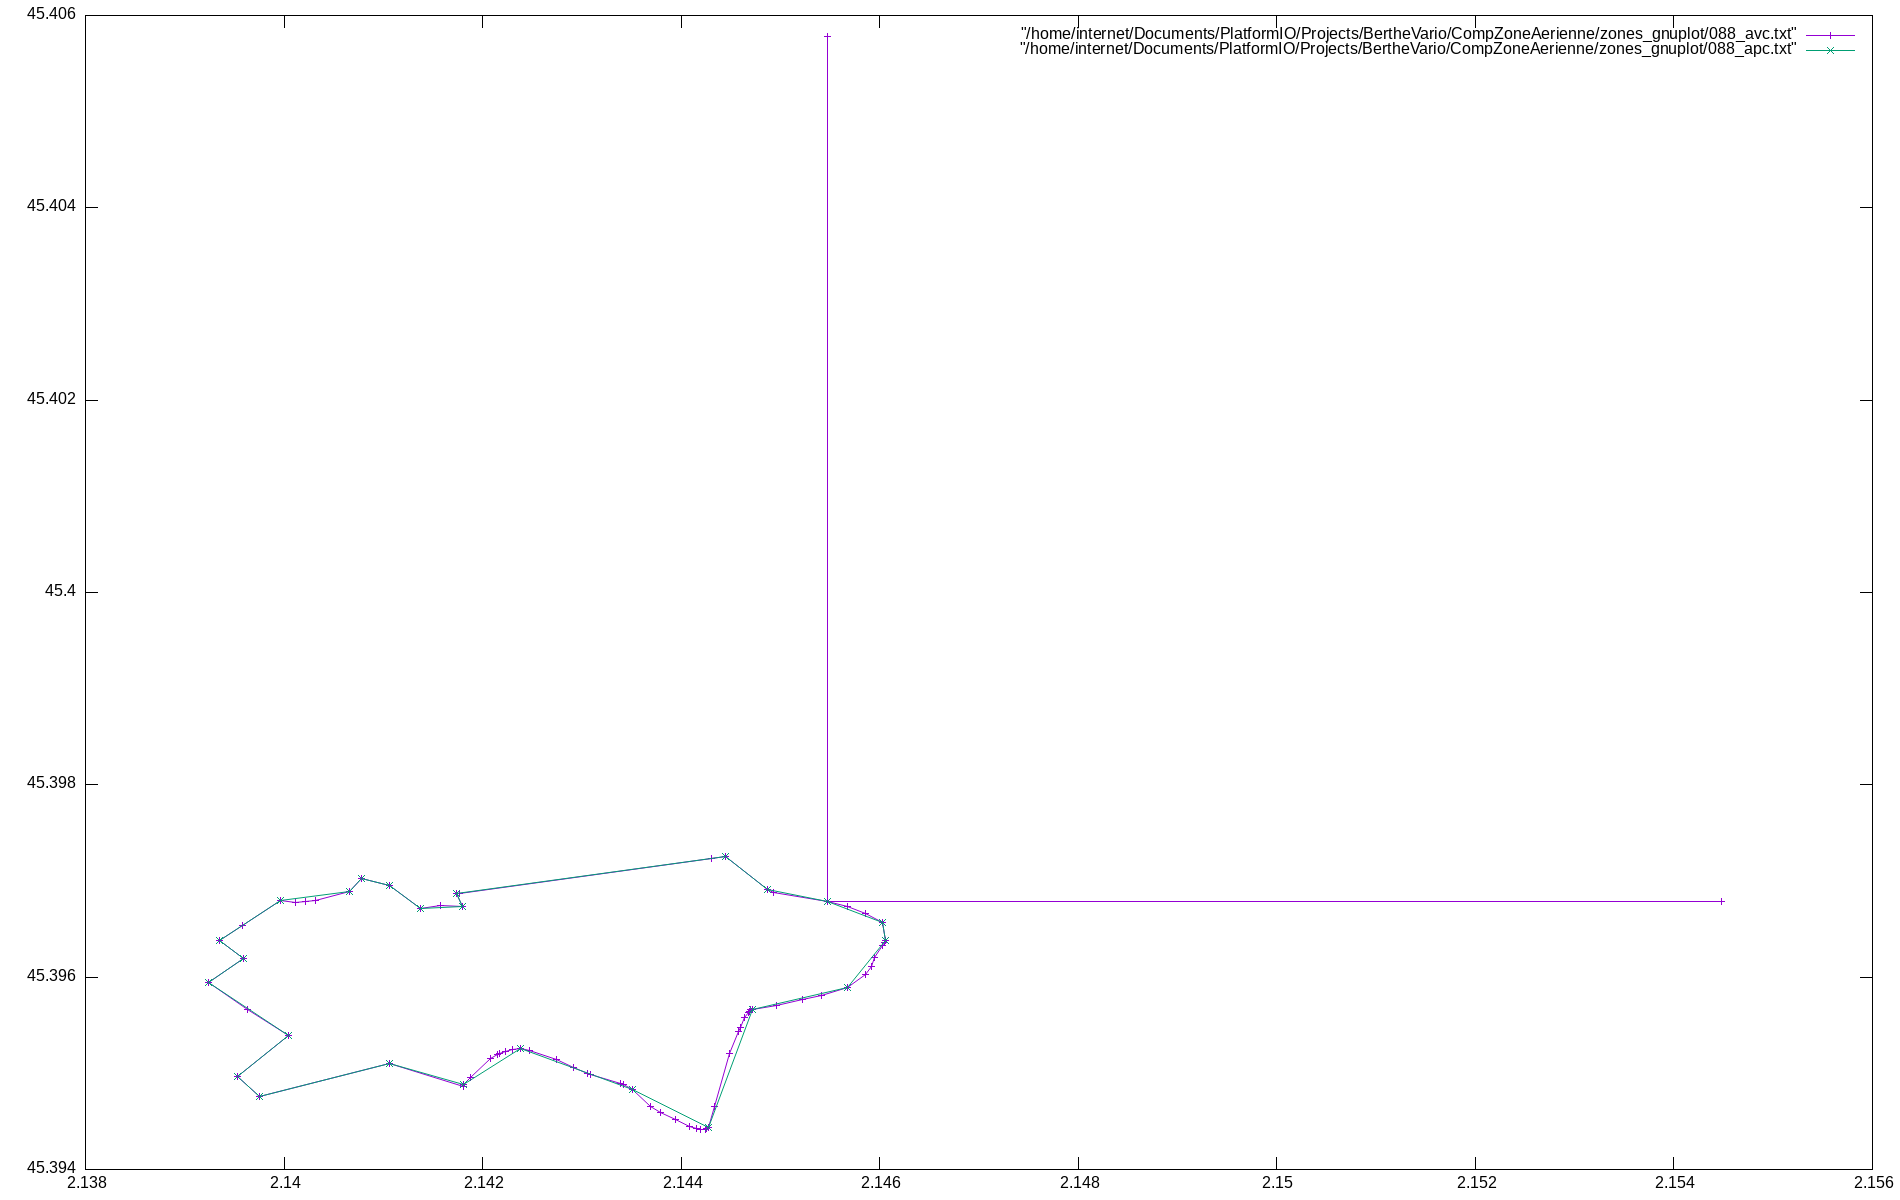 45.406
"/home/internet/Documents/PlatformIO/Projects/BertheVario/CompZoneAerienne/zones_gnuplot/088_avc.txt"
"/home/internet/Documents/PlatformIO/Projects/BertheVario/CompZoneAerienne/zones_gnuplot/088_apc.txt"
45.404
45.402
45.4
45.398
45.396
45.394
2.138 2.14 2.142 2.144 2.146 2.148 2.15 2.152 2.154 2.156